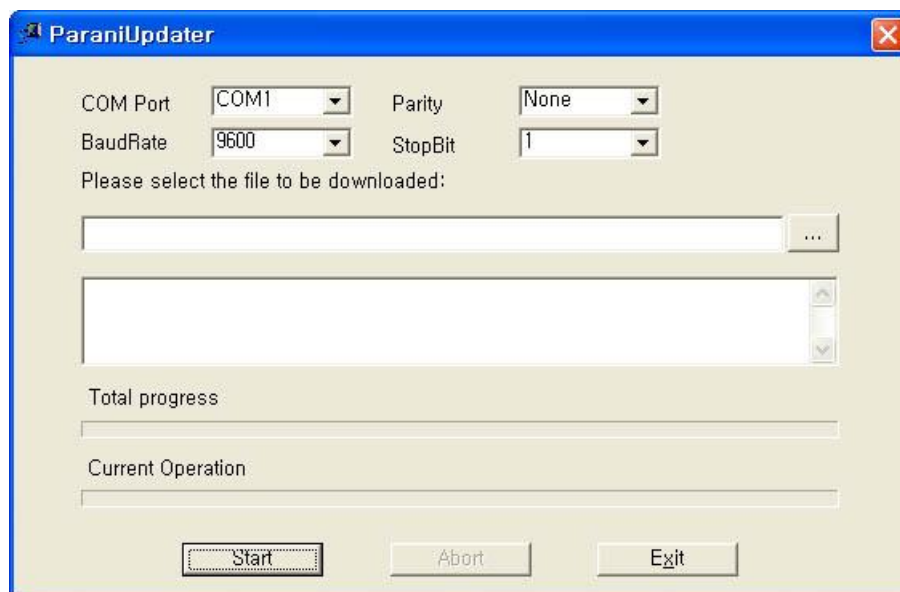 ParaniUpdater
COM Port COM1 Parity None
BaudRate 9600 StopBit 1
Please select the file to be downloaded:
...
Total progress
Current Operation
Start Abort Exit